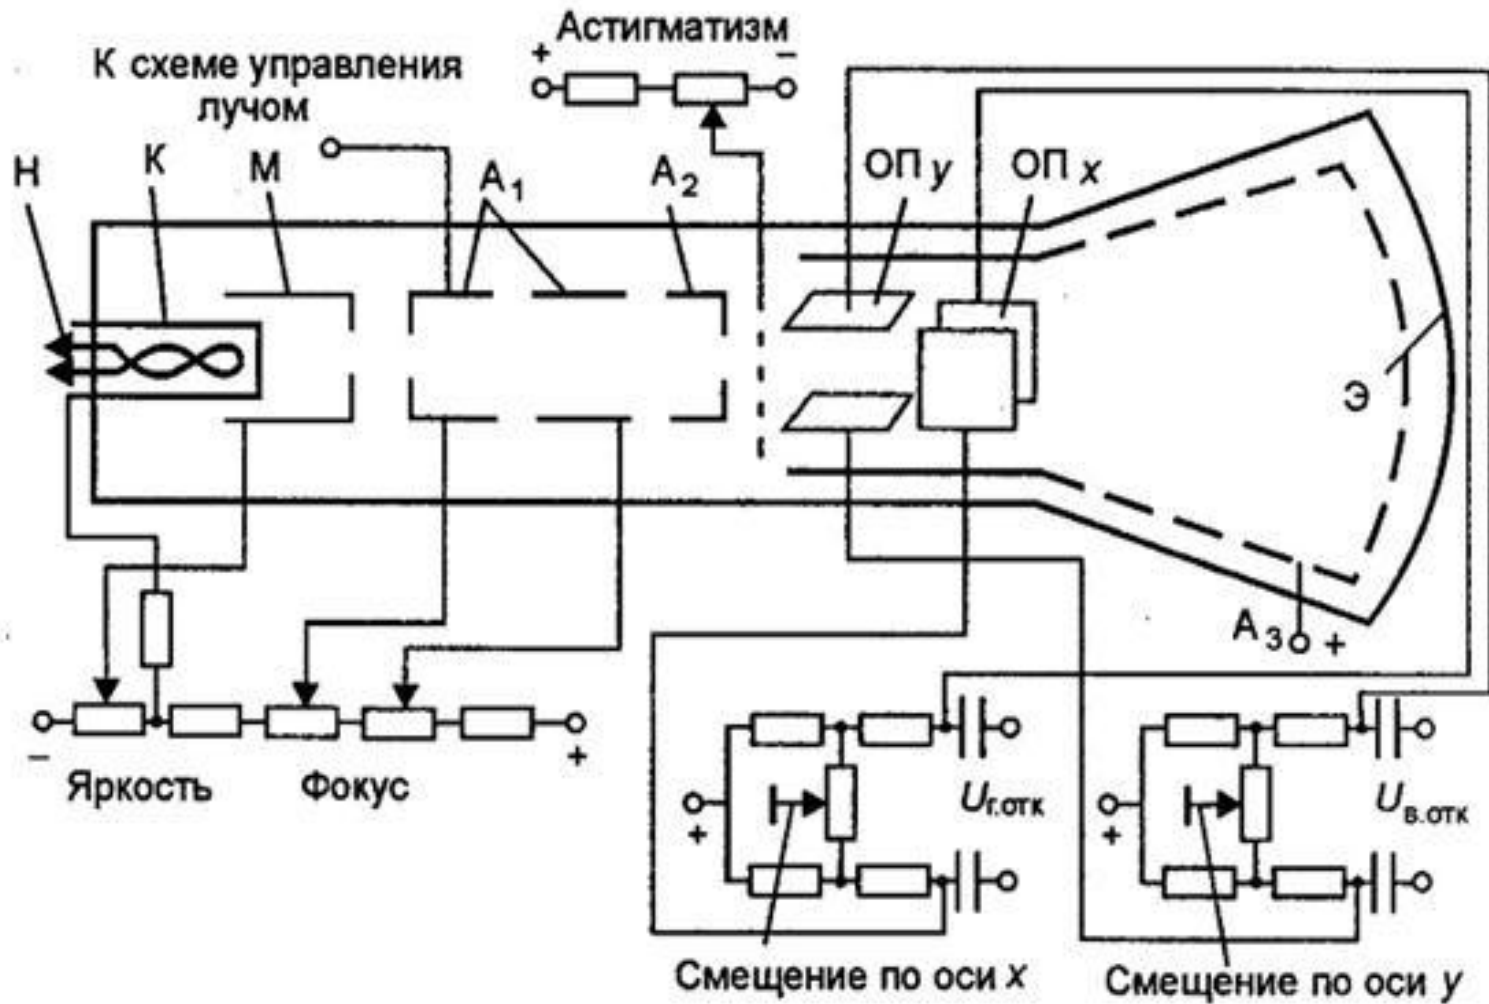 Астигматизм
+ −
К схеме управления
лучом
Н
К
М
А1
А2
ОП y
ОП x
Э
А3 +
− +
Яркость
Фокус
+
Uг.отк
+
Uв.отк
Смещение по оси x
Смещение по оси y